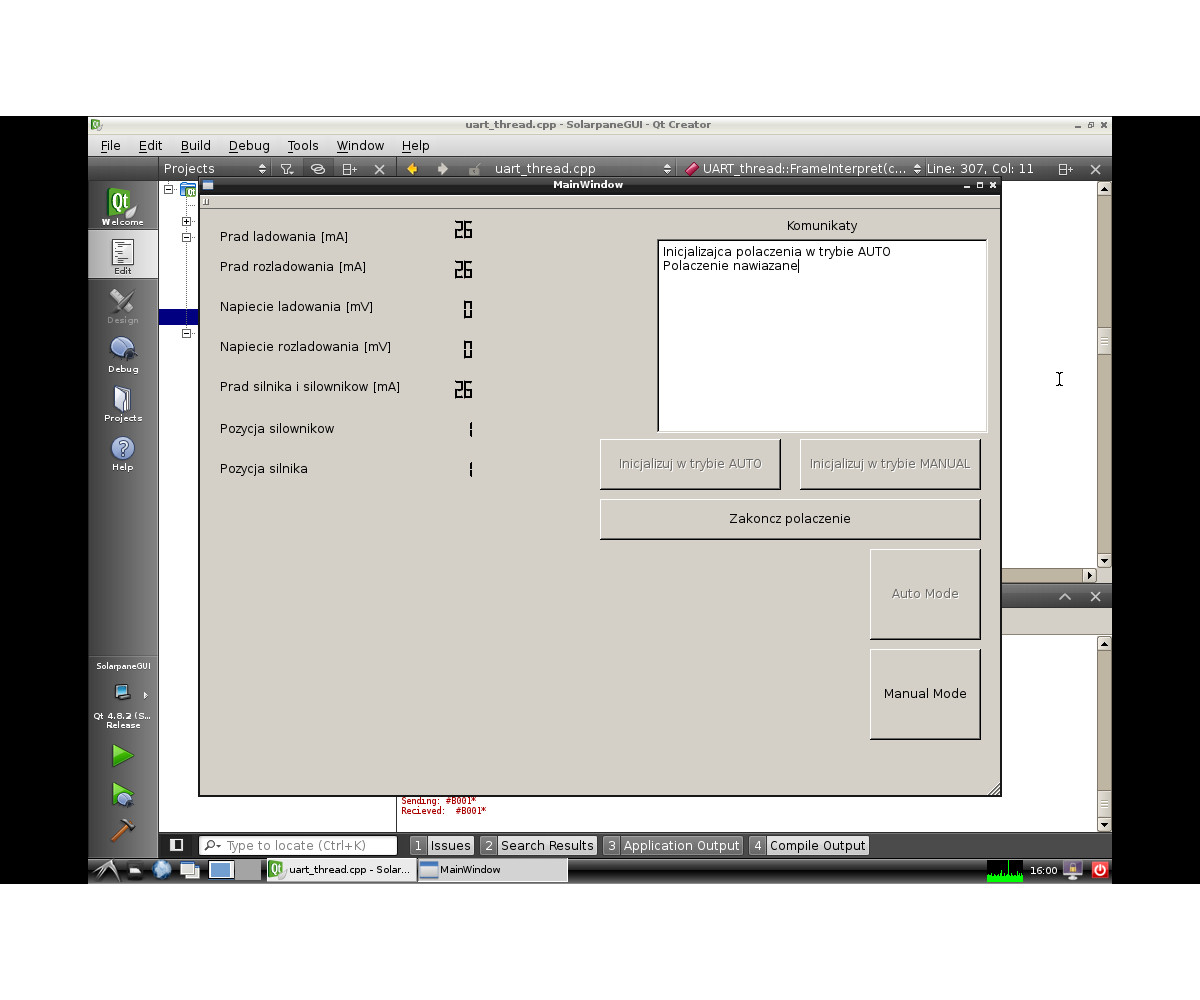 uart_thread.cpp - SolarpaneGUI - Qt Creator
File Edit Build Debug Tools Window Help
Projects uart_thread.cpp UART_thread::FrameInterpret(c... Line: 307, Col: 11
MainWindow
Qt
Welcome
Edit
Design
Debug
Projects
Help
Prad ladowania [mA] 26
Prad rozladowania [mA] 26
Napiecie ladowania [mV] 0
Napiecie rozladowania [mV] 0
Prad silnika i silownikow [mA] 26
Pozycja silownikow 1
Pozycja silnika 1
Komunikaty
Inicjalizajca polaczenia w trybie AUTO
Polaczenie nawiazane
Inicjalizuj w trybie AUTO Inicjalizuj w trybie MANUAL
Zakoncz polaczenie
Auto Mode
Manual Mode
SolarpaneGUI
Qt 4.8.2 (S...
Release
Sending: #B001*
Recieved: #B001*
Type to locate (Ctrl+K) 1 Issues 2 Search Results 3 Application Output 4 Compile Output
uart_thread.cpp - Solar... MainWindow 16:00